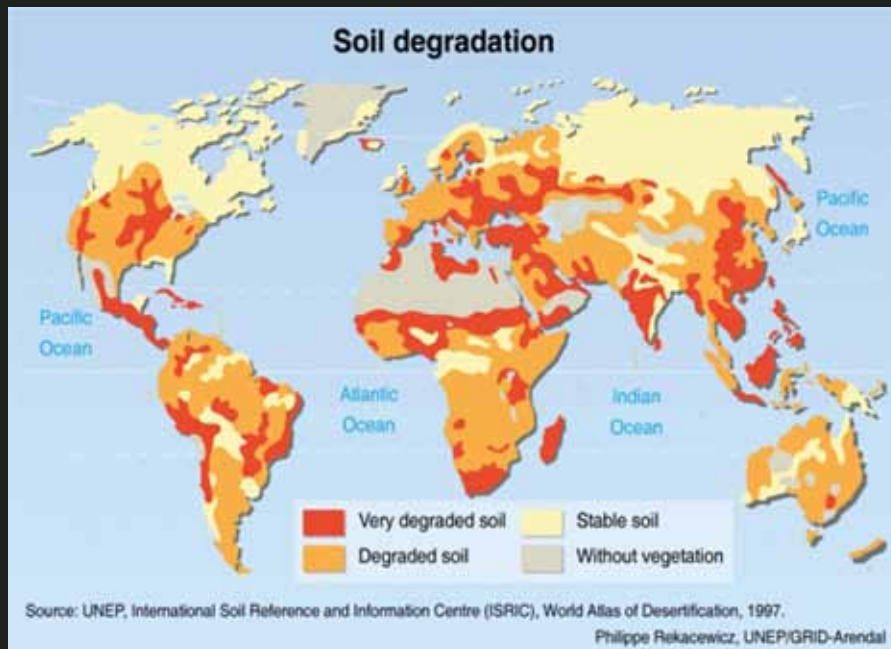 Soil degradation
Pacific
Ocean
Pacific
Ocean
Atlantic
Ocean
Indian
Ocean
Very degraded soil
Stable soil
Degraded soil
Without vegetation
Source: UNEP, International Soil Reference and Information Centre (ISRIC), World Atlas of Desertification, 1997.
Philippe Rekacewicz, UNEP/GRID-Arendal